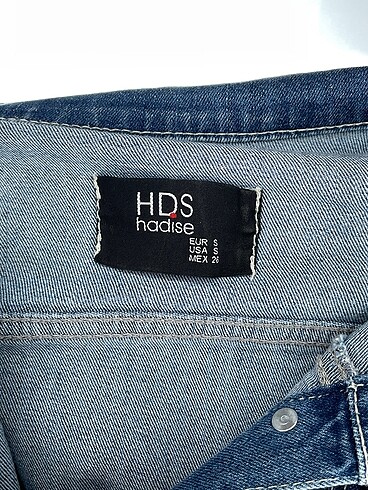 HDS
hadise
EUR S
USA S
MEX 26